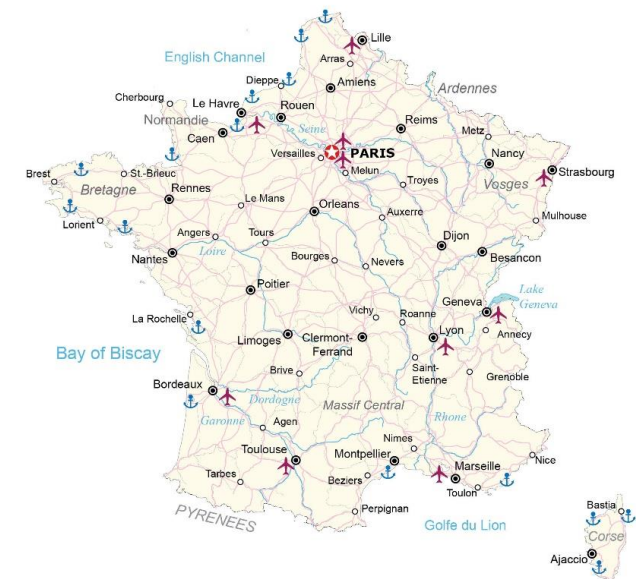 Lille
English Channel
Arras
Dieppe
Amiens
Ardennes
Cherbourg
Le Havre
Rouen
Normandie
Seine
Reims
Metz
Caen
Versailles
PARIS
Nancy
Melun
Strasbourg
Brest
St.-Brieuc
Troyes
Vosges
Bretagne
Rennes
Le Mans
Orleans
Auxerre
Mulhouse
Lorient
Angers
Tours
Dijon
Loire
Bourges
Nevers
Besancon
Nantes
Poitier
Lake
Geneva
Geneva
Vichy
Roanne
La Rochelle
Lyon
Annecy
Limoges
Clermont-
Ferrand
Bay of Biscay
Saint-
Etienne
Brive
Grenoble
Bordeaux
Dordogne
Massif Central
Rhone
Garonne
Agen
Nimes
Toulouse
Montpellier
Nice
Marseille
Tarbes
Beziers
Toulon
Bastia
PYRENEES
Perpignan
Golfe du Lion
Corse
Ajaccio